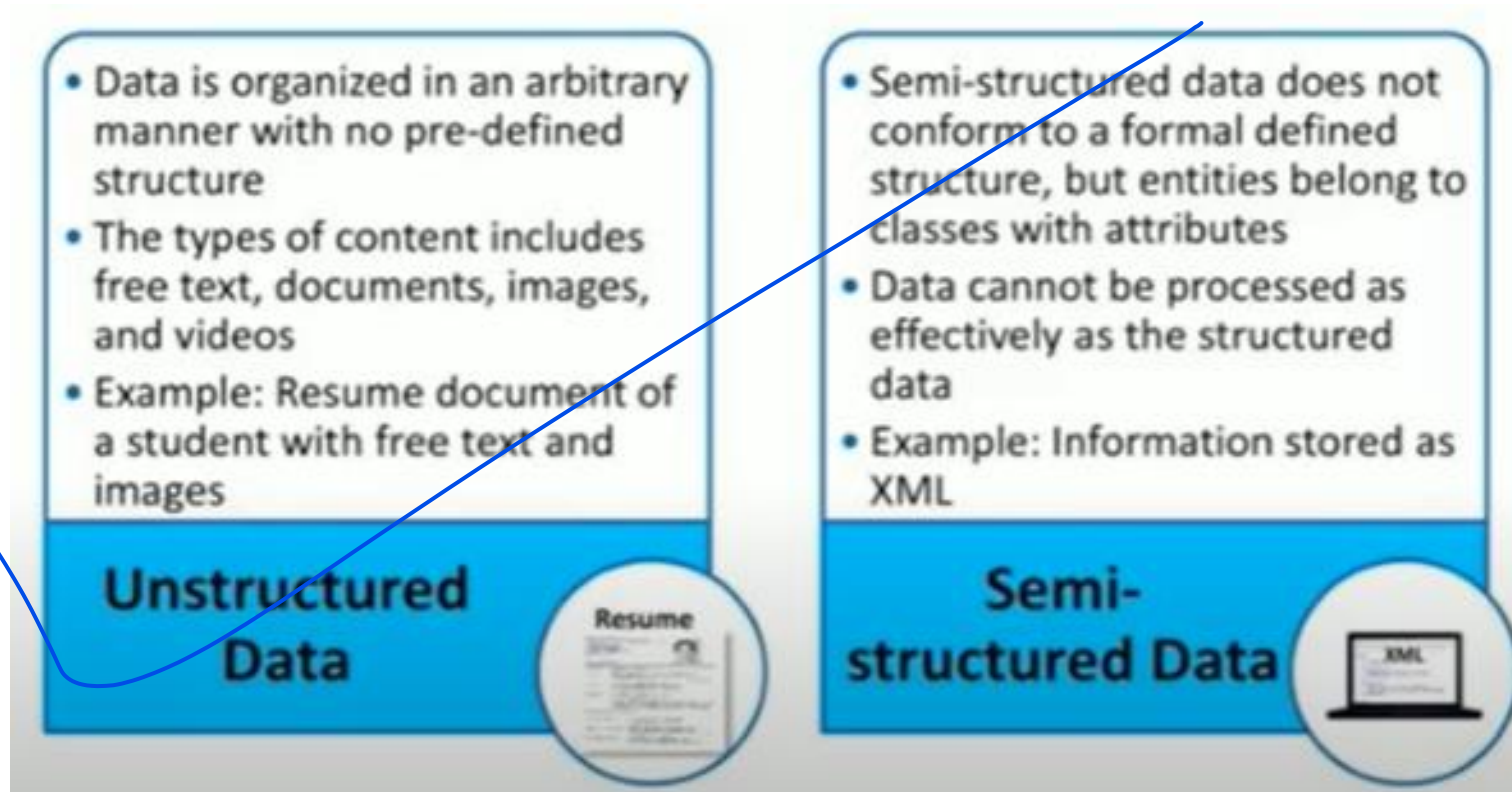 • Data is organized in an arbitrary
manner with no pre-defined
structure
• The types of content includes
free text, documents, images,
and videos
• Example: Resume document of
a student with free text and
images
Unstructured
Data
Resume
• Semi-structured data does not
conform to a formal defined
structure, but entities belong to
classes with attributes
• Data cannot be processed as
effectively as the structured
data
• Example: Information stored as
XML
Semi-
structured Data
XML